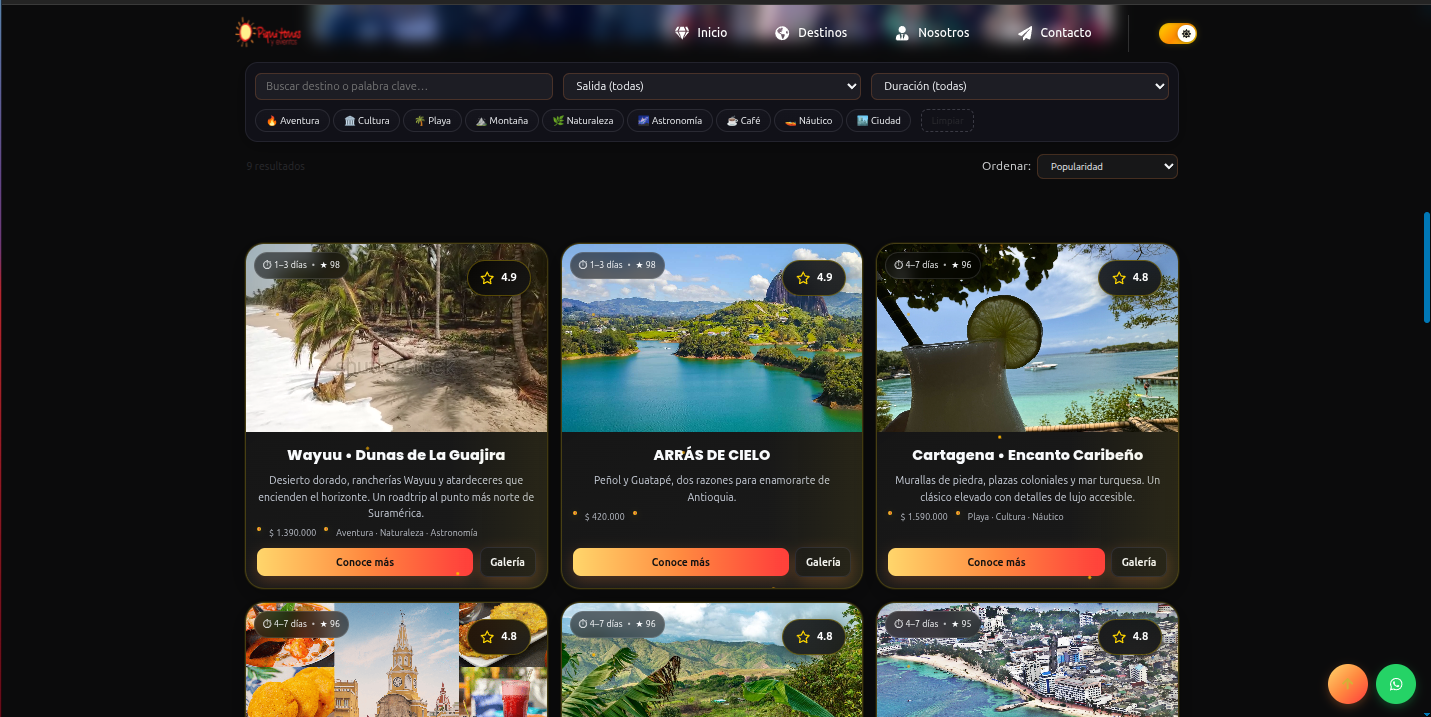 Piquitours
Inicio
Destinos
Nosotros
Contacto
Buscar destino o palabra clave...
Salida (todas)
Duración (todas)
🔥 Aventura
🏛️ Cultura
🌴 Playa
⛰️ Montaña
🌿 Naturaleza
🌌 Astronomía
☕ Café
🚤 Náutico
🏙️ Ciudad
Limpiar
9 resultados
Ordenar:
Popularidad
⏱ 1–3 días • ★ 98
4.9
⏱ 1–3 días • ★ 98
4.9
⏱ 4–7 días • ★ 96
4.8
Wayuu • Dunas de La Guajira
Desierto dorado, rancherías Wayuu y atardeceres que
encienden el horizonte. Un roadtrip al punto más norte de
Suramérica.
$ 1.390.000
Aventura · Naturaleza · Astronomía
Conoce más
Galería
ARRÁS DE CIELO
Peñol y Guatapé, dos razones para enamorarte de
Antioquia.
$ 420.000
Conoce más
Galería
Cartagena • Encanto Caribeño
Murallas de piedra, plazas coloniales y mar turquesa. Un
clásico elevado con detalles de lujo accesible.
$ 1.590.000
Playa · Cultura · Náutico
Conoce más
Galería
⏱ 4–7 días • ★ 96
4.8
⏱ 4–7 días • ★ 96
4.8
⏱ 4–7 días • ★ 95
4.8